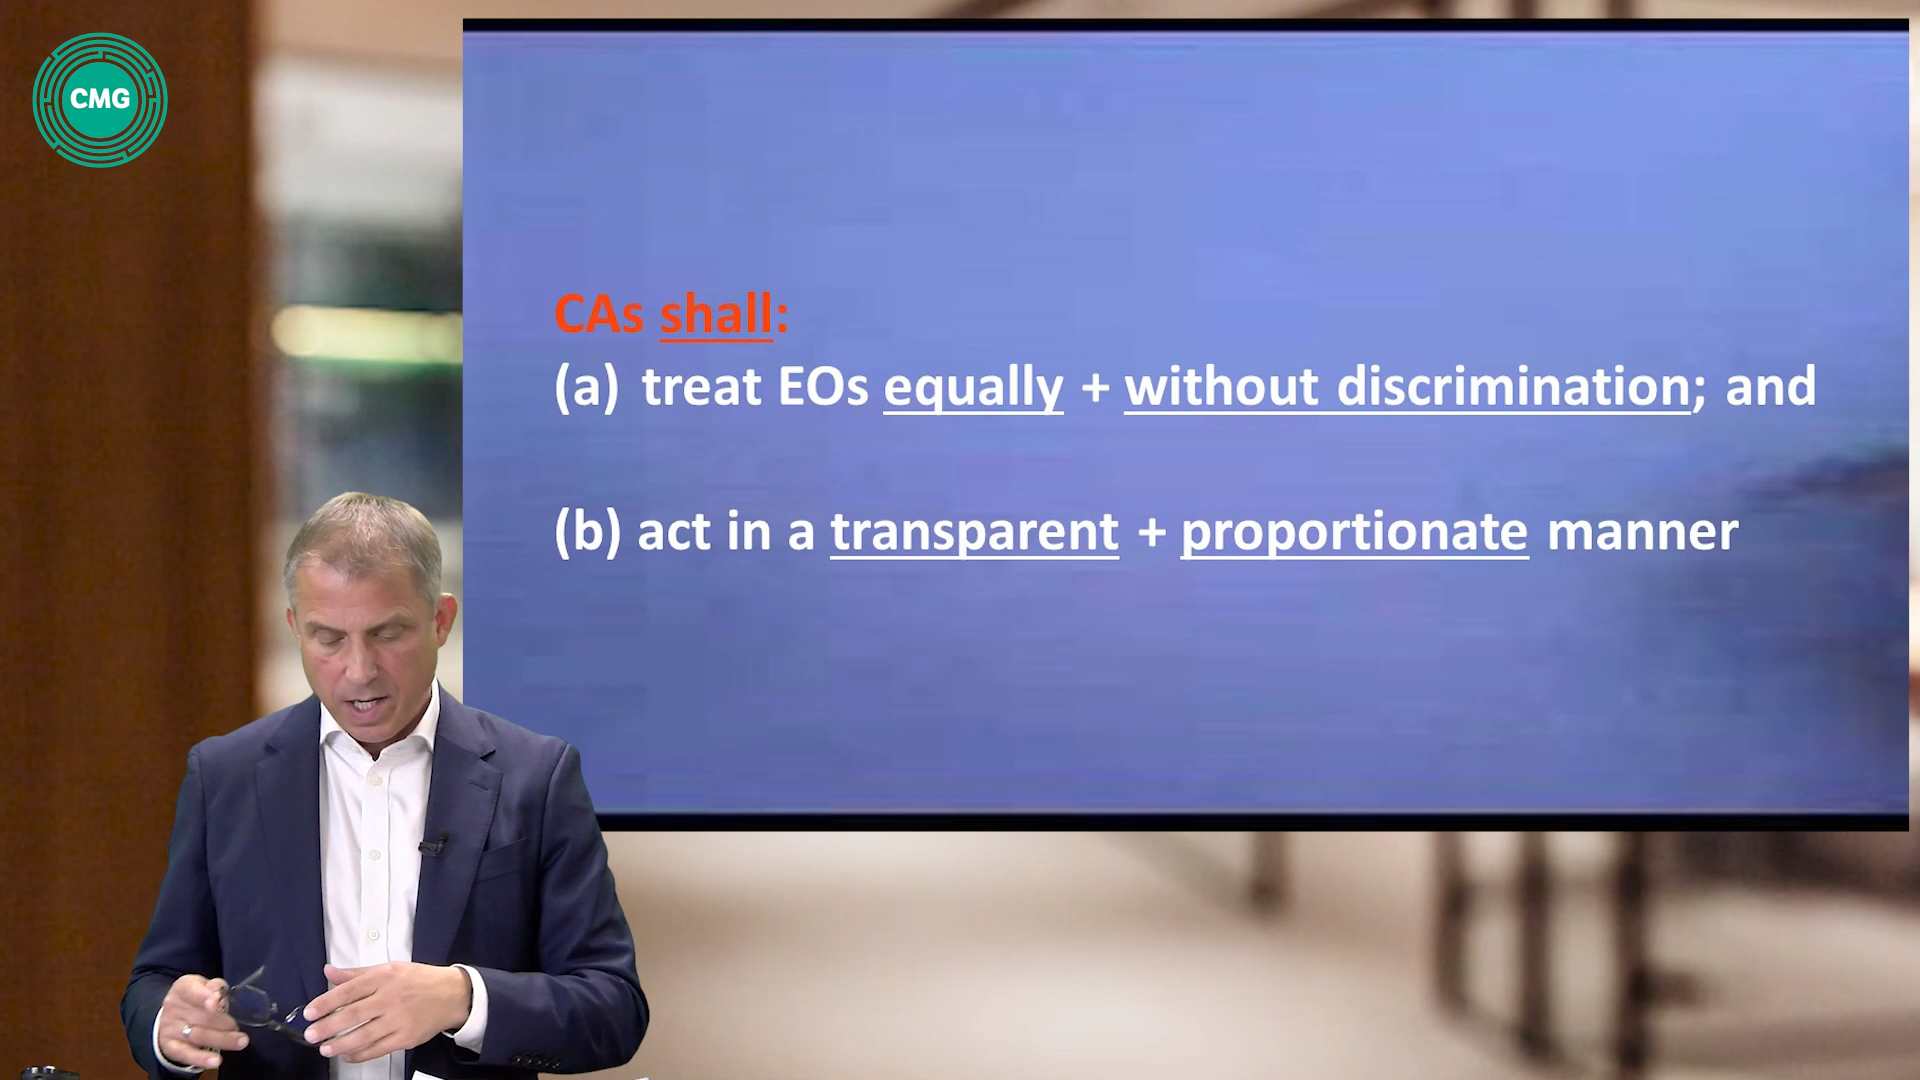 CMG
CAs shall:
(a) treat EOs equally + without discrimination; and
(b) act in a transparent + proportionate manner